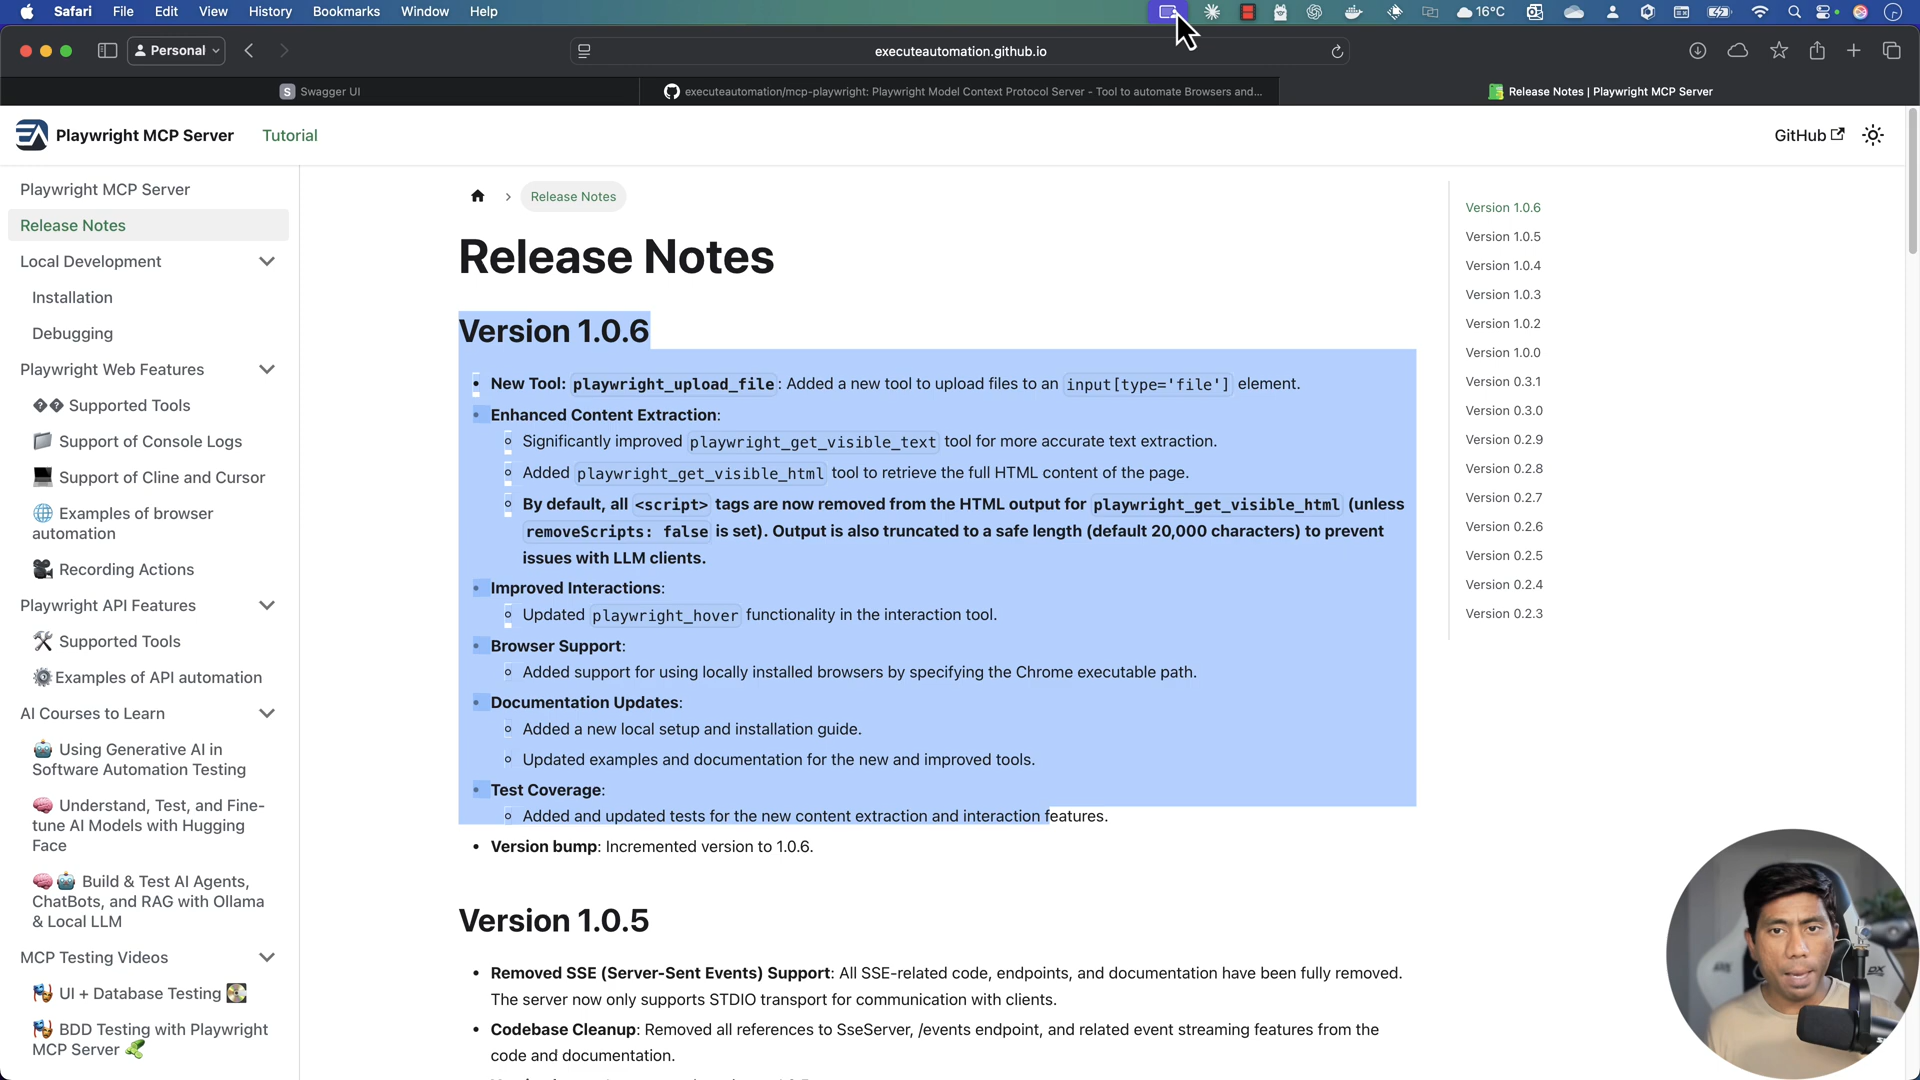 Safari File Edit View History Bookmarks Window Help 16°C
Personal executeautomation.github.io
S Swagger UI
executeautomation/mcp-playwright: Playwright Model Context Protocol Server - Tool to automate Browsers and...
Release Notes | Playwright MCP Server
EA Playwright MCP Server Tutorial GitHub
Playwright MCP Server
Release Notes
Local Development
Installation
Debugging
Playwright Web Features
�� Supported Tools
Support of Console Logs
Support of Cline and Cursor
Examples of browser
automation
Recording Actions
Playwright API Features
Supported Tools
Examples of API automation
AI Courses to Learn
Using Generative AI in
Software Automation Testing
Understand, Test, and Fine-
tune AI Models with Hugging
Face
Build & Test AI Agents,
ChatBots, and RAG with Ollama
& Local LLM
MCP Testing Videos
UI + Database Testing
BDD Testing with Playwright
MCP Server
Release Notes
Release Notes
Version 1.0.6
• New Tool: playwright_upload_file: Added a new tool to upload files to an input[type='file'] element.
• Enhanced Content Extraction:
Significantly improved playwright_get_visible_text tool for more accurate text extraction.
Added playwright_get_visible_html tool to retrieve the full HTML content of the page.
By default, all <script> tags are now removed from the HTML output for playwright_get_visible_html (unless
removeScripts: false is set). Output is also truncated to a safe length (default 20,000 characters) to prevent
issues with LLM clients.
• Improved Interactions:
Updated playwright_hover functionality in the interaction tool.
• Browser Support:
Added support for using locally installed browsers by specifying the Chrome executable path.
• Documentation Updates:
Added a new local setup and installation guide.
Updated examples and documentation for the new and improved tools.
• Test Coverage:
Added and updated tests for the new content extraction and interaction features.
• Version bump: Incremented version to 1.0.6.
Version 1.0.5
• Removed SSE (Server-Sent Events) Support: All SSE-related code, endpoints, and documentation have been fully removed.
The server now only supports STDIO transport for communication with clients.
• Codebase Cleanup: Removed all references to SseServer, /events endpoint, and related event streaming features from the
code and documentation.
Version 1.0.6
Version 1.0.5
Version 1.0.4
Version 1.0.3
Version 1.0.2
Version 1.0.0
Version 0.3.1
Version 0.3.0
Version 0.2.9
Version 0.2.8
Version 0.2.7
Version 0.2.6
Version 0.2.5
Version 0.2.4
Version 0.2.3